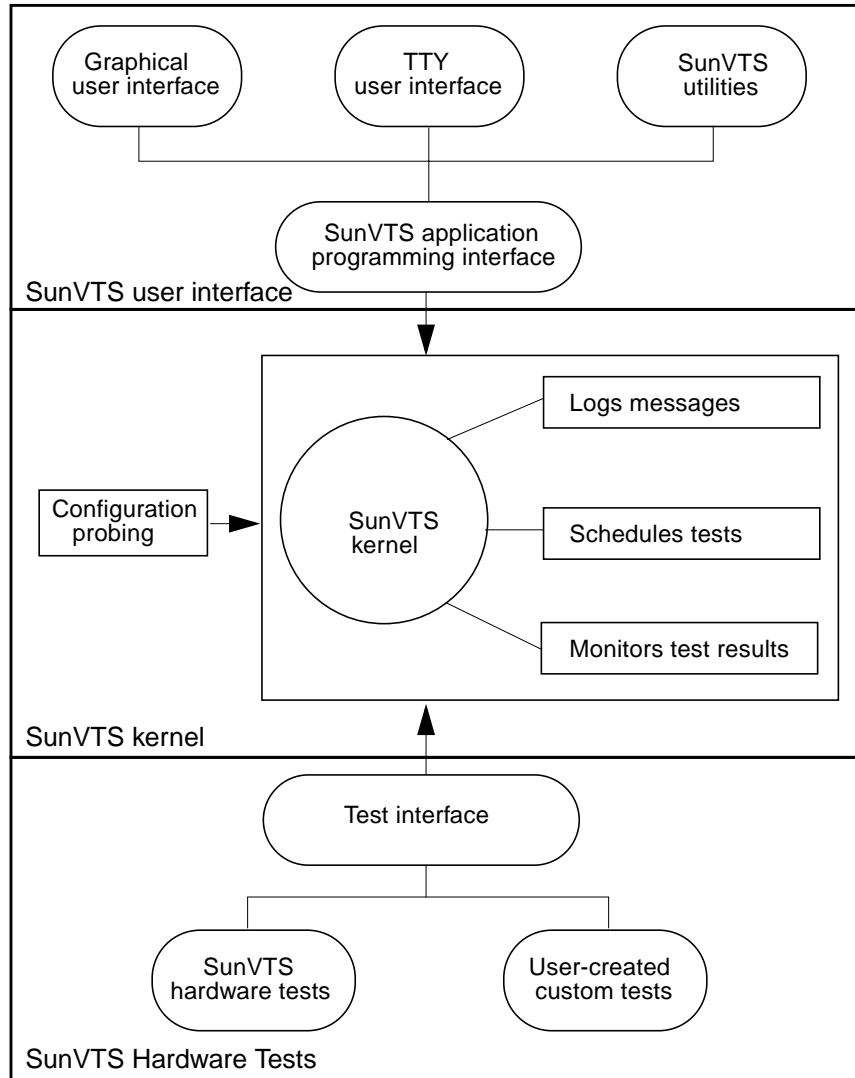 Graphical
user interface
TTY
user interface
SunVTS
utilities
SunVTS application
programming interface
SunVTS user interface
Logs messages
Configuration
probing
SunVTS
kernel
Schedules tests
Monitors test results
SunVTS kernel
Test interface
SunVTS
hardware tests
User-created
custom tests
SunVTS Hardware Tests